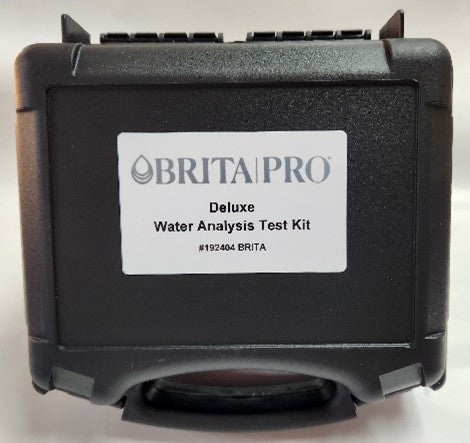 BRITA|PRO®
Deluxe
Water Analysis Test Kit
#192404 BRITA